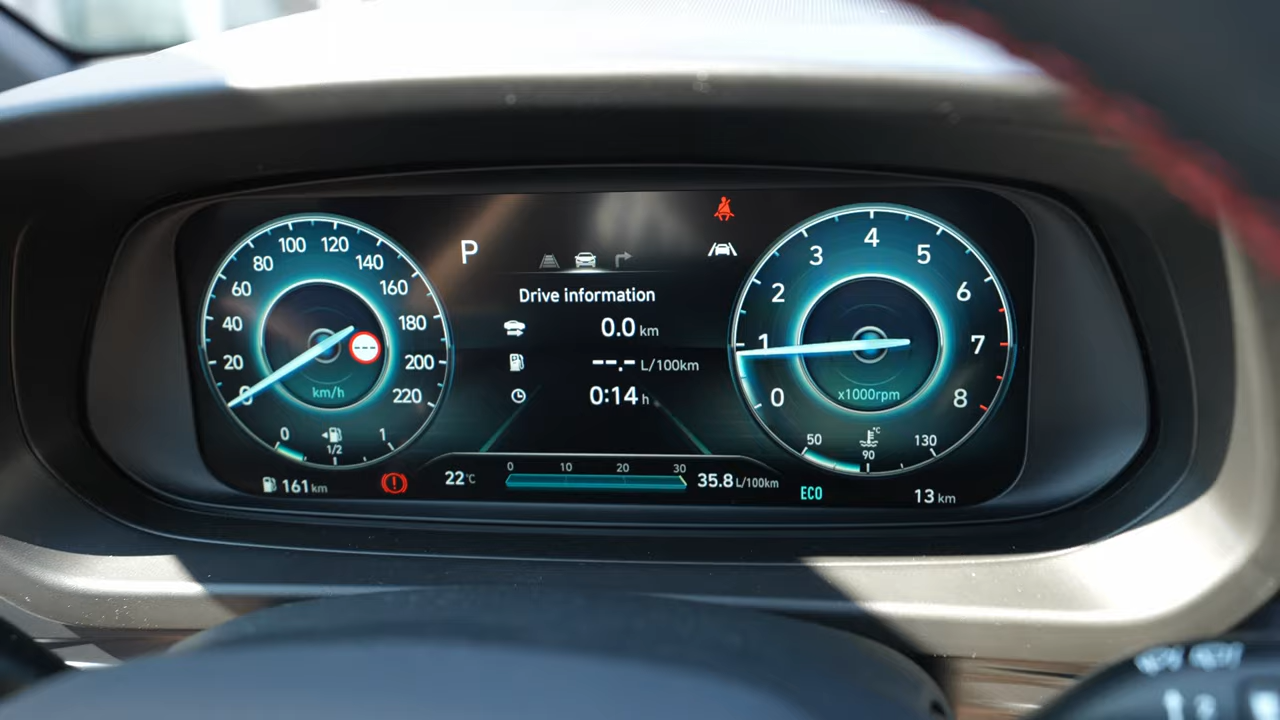 100 120
80 140
60 160
40 180
20 200
0 220
km/h
0 1/2 1
161 km
P
Drive information
0.0 km
--.- L/100km
0:14 h
22°C
0 10 20 30
35.8 L/100km
4
3 5
2 6
1 7
0 8
x1000rpm
°C
50 90 130
ECO
13 km